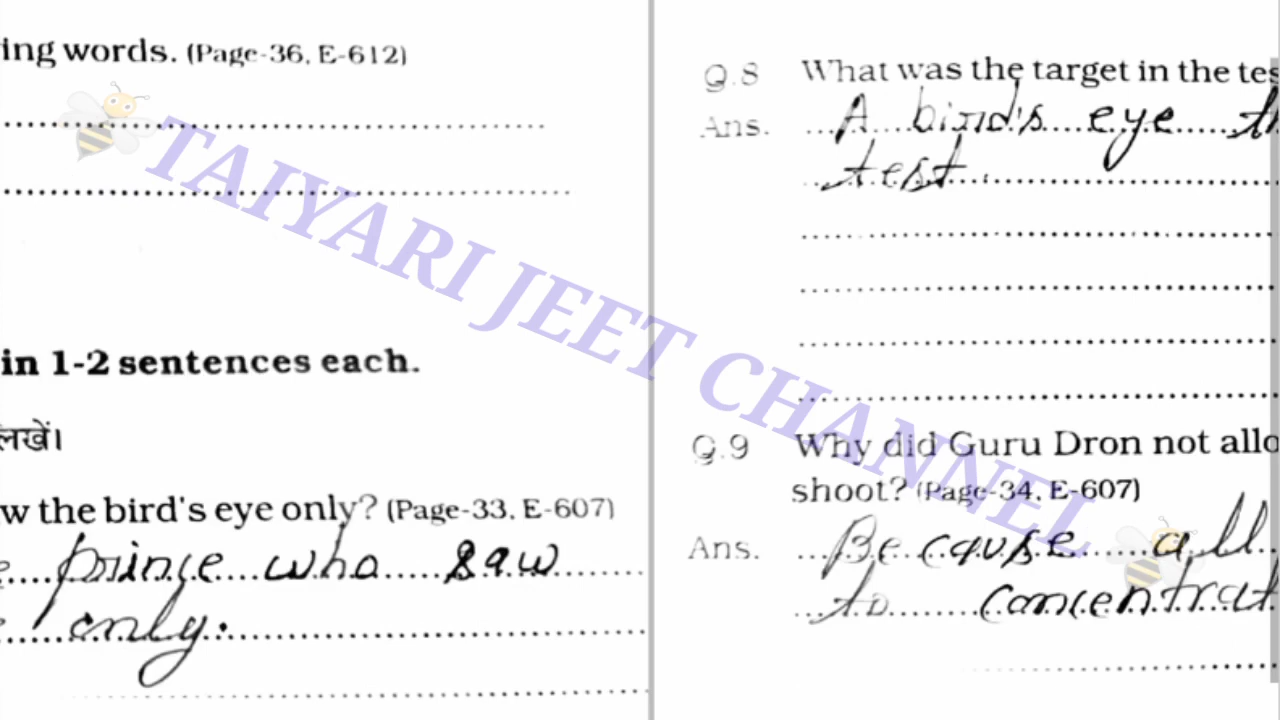 ing words. (Page-36, E-612)
in 1-2 sentences each.
लिखें।
w the bird's eye only? (Page-33, E-607)
prince who saw
only.
Q.8 What was the target in the tes
Ans. A bird's eye th
test.
Q.9 Why did Guru Dron not allo
shoot? (Page-34, E-607)
Ans. Because all
to concentrat
TAIYARI JEET CHANNEL